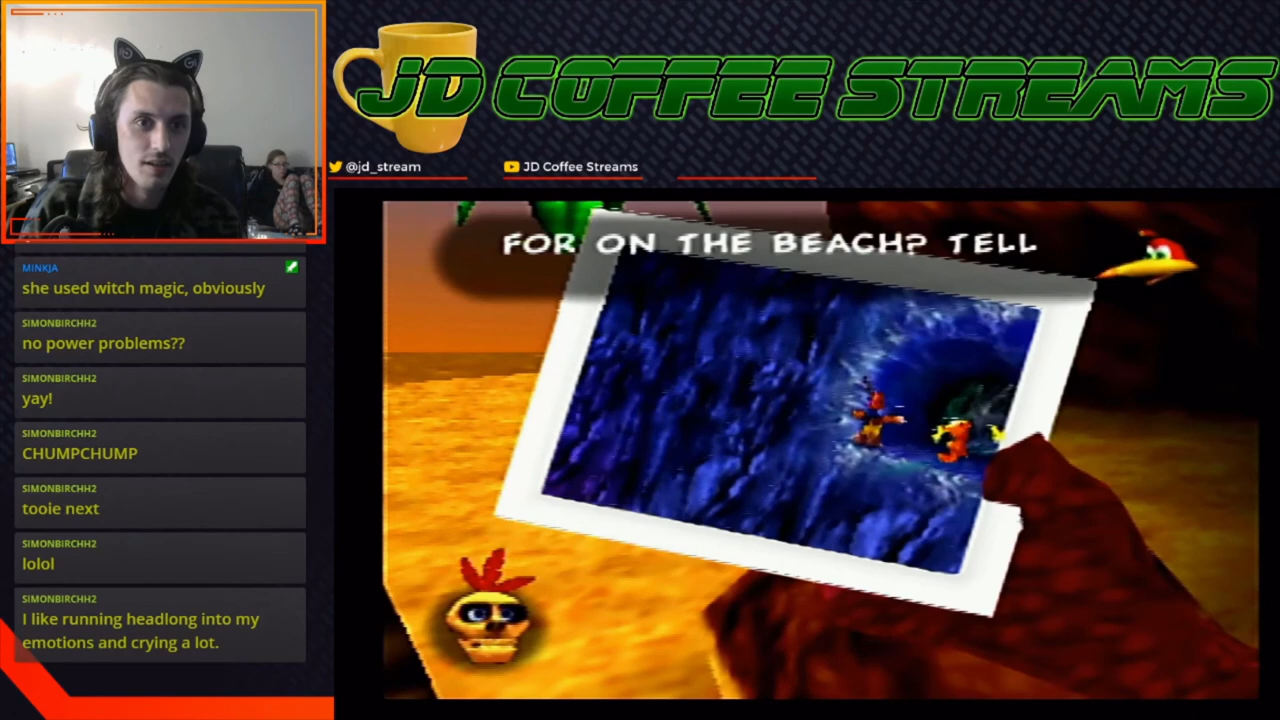 JD COFFEE STREAMS
@jd_stream
JD Coffee Streams
FOR ON THE BEACH? TELL
MINKJA
she used witch magic, obviously
SIMONBIRCHH2
no power problems??
SIMONBIRCHH2
yay!
SIMONBIRCHH2
CHUMPCHUMP
SIMONBIRCHH2
tooie next
SIMONBIRCHH2
lolol
SIMONBIRCHH2
I like running headlong into my
emotions and crying a lot.